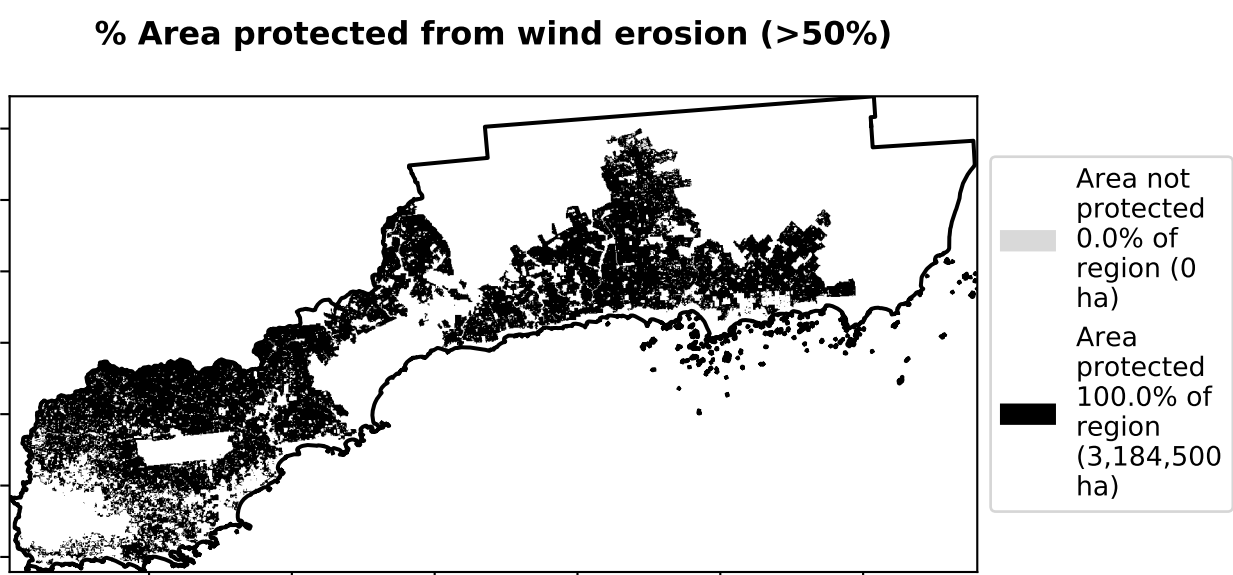 % Area protected from wind erosion (>50%)
Area not
protected
0.0% of
region (0
ha)
Area
protected
100.0% of
region
(3,184,500
ha)